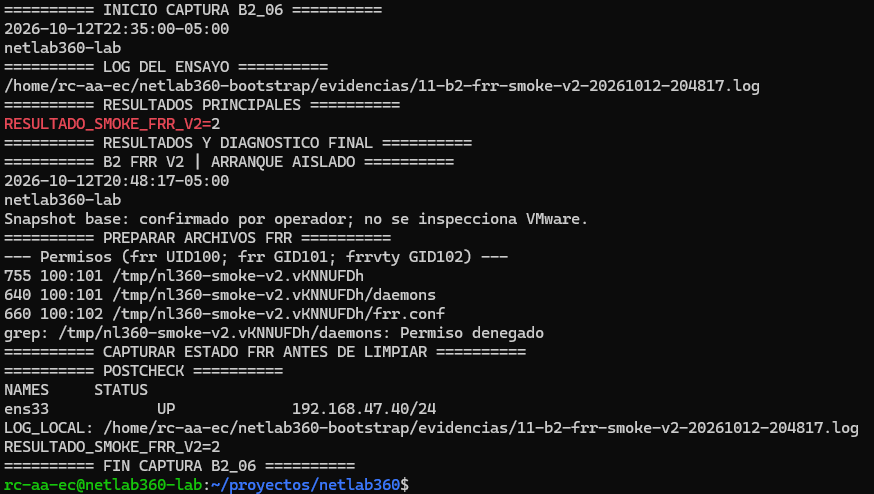 ========== INICIO CAPTURA B2_06 ==========
2026-10-12T22:35:00-05:00
netlab360-lab
========== LOG DEL ENSAYO ==========
/home/rc-aa-ec/netlab360-bootstrap/evidencias/11-b2-frr-smoke-v2-20261012-204817.log
========== RESULTADOS PRINCIPALES ==========
RESULTADO_SMOKE_FRR_V2=2
========== RESULTADOS Y DIAGNOSTICO FINAL ==========
========== B2 FRR V2 | ARRANQUE AISLADO ==========
2026-10-12T20:48:17-05:00
netlab360-lab
Snapshot base: confirmado por operador; no se inspecciona VMware.
========== PREPARAR ARCHIVOS FRR ==========
--- Permisos (frr UID100; frr GID101; frrvty GID102) ---
755 100:101 /tmp/nl360-smoke-v2.vKNNUFDh
640 100:101 /tmp/nl360-smoke-v2.vKNNUFDh/daemons
660 100:102 /tmp/nl360-smoke-v2.vKNNUFDh/frr.conf
grep: /tmp/nl360-smoke-v2.vKNNUFDh/daemons: Permiso denegado
========== CAPTURAR ESTADO FRR ANTES DE LIMPIAR ==========
========== POSTCHECK ==========
NAMES     STATUS
ens33            UP             192.168.47.40/24
LOG_LOCAL: /home/rc-aa-ec/netlab360-bootstrap/evidencias/11-b2-frr-smoke-v2-20261012-204817.log
RESULTADO_SMOKE_FRR_V2=2
========== FIN CAPTURA B2_06 ==========
rc-aa-ec@netlab360-lab:~/proyectos/netlab360$